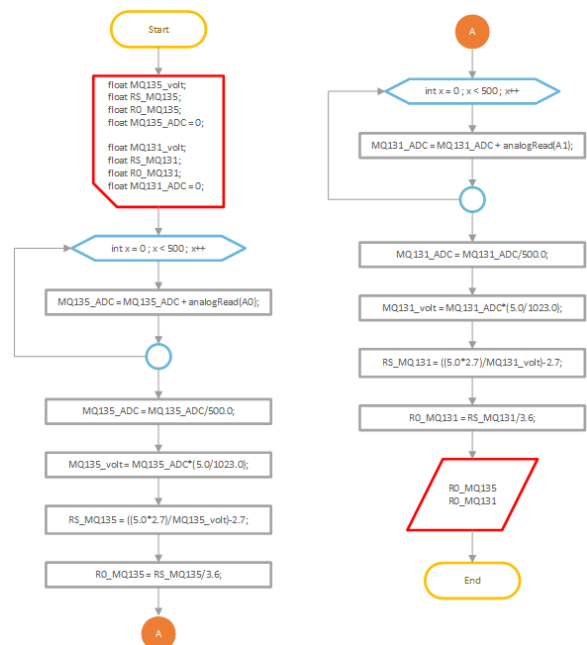 Start
float MQ135_volt;
float RS_MQ135;
float R0_MQ135;
float MQ135_ADC = 0;
float MQ131_volt;
float RS_MQ131;
float R0_MQ131;
float MQ131_ADC = 0;
int x = 0 ; x < 500 ; x++
MQ135_ADC = MQ135_ADC + analogRead(A0);
MQ135_ADC = MQ135_ADC/500.0;
MQ135_volt = MQ135_ADC*(5.0/1023.0);
RS_MQ135 = ((5.0*2.7)/MQ135_volt)-2.7;
R0_MQ135 = RS_MQ135/3.6;
A
A
int x = 0 ; x < 500 ; x++
MQ131_ADC = MQ131_ADC + analogRead(A1);
MQ131_ADC = MQ131_ADC/500.0;
MQ131_volt = MQ131_ADC*(5.0/1023.0);
RS_MQ131 = ((5.0*2.7)/MQ131_volt)-2.7;
R0_MQ131 = RS_MQ131/3.6;
R0_MQ135
R0_MQ131
End